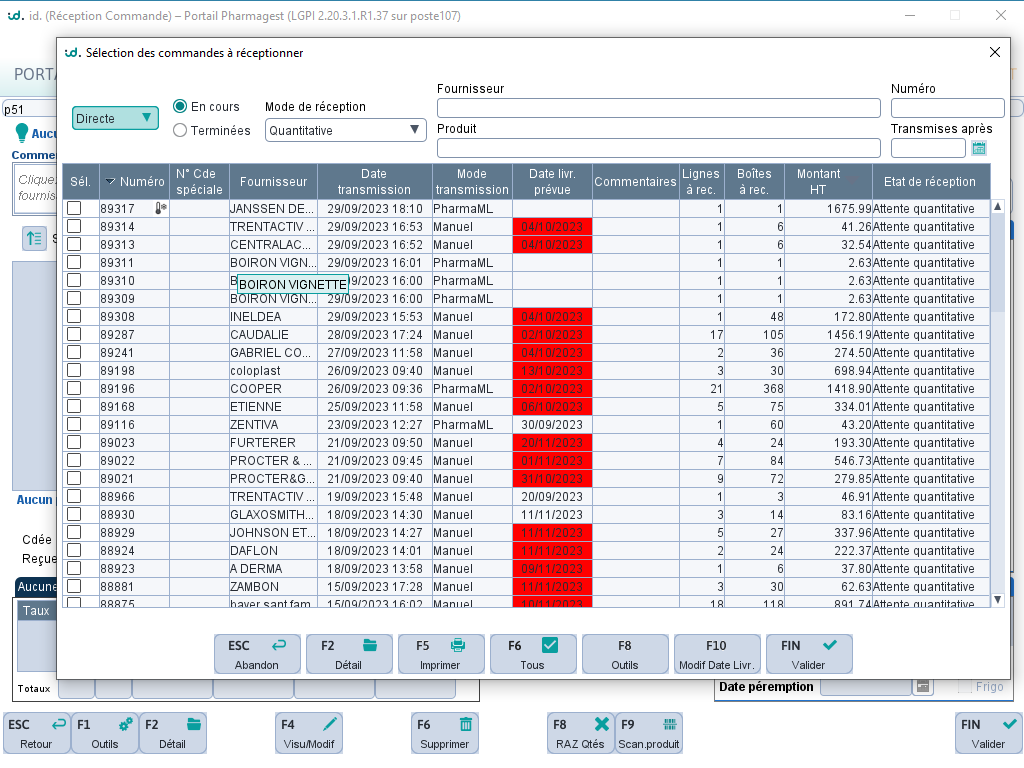 id. id. (Réception Commande) – Portail Pharmagest (LGPI 2.20.3.1.R1.37 sur poste107)
id. Sélection des commandes à réceptionner
PORTA
p51
Aucu
Comme
Clique
fournis
Directe
En cours
Terminées
Mode de réception
Quantitative
Fournisseur
Produit
Numéro
Transmises après
Sél. Numéro N° Cde spéciale Fournisseur Date transmission Mode transmission Date livr. prévue Commentaires Lignes à rec. Boîtes à rec. Montant HT Etat de réception
89317 JANSSEN DE... 29/09/2023 18:10 PharmaML 1 1 1675.99 Attente quantitative
89314 TRENTACTIV ... 29/09/2023 16:53 Manuel 04/10/2023 1 6 41.26 Attente quantitative
89313 CENTRALAC... 29/09/2023 16:52 Manuel 04/10/2023 1 6 32.54 Attente quantitative
89311 BOIRON VIGN... 29/09/2023 16:01 PharmaML 1 1 2.63 Attente quantitative
89310 B 29/09/2023 16:00 PharmaML 1 1 2.63 Attente quantitative
BOIRON VIGNETTE
89309 BOIRON VIGN... 29/09/2023 16:00 PharmaML 1 1 2.63 Attente quantitative
89308 INELDEA 29/09/2023 15:53 Manuel 04/10/2023 1 48 172.80 Attente quantitative
89287 CAUDALIE 28/09/2023 17:24 Manuel 02/10/2023 17 105 1456.19 Attente quantitative
89241 GABRIEL CO... 27/09/2023 11:58 Manuel 04/10/2023 2 36 274.50 Attente quantitative
89198 coloplast 26/09/2023 09:40 Manuel 13/10/2023 3 30 698.94 Attente quantitative
89196 COOPER 26/09/2023 09:36 PharmaML 02/10/2023 21 368 1418.90 Attente quantitative
89168 ETIENNE 25/09/2023 11:58 Manuel 06/10/2023 5 75 334.01 Attente quantitative
89116 ZENTIVA 23/09/2023 12:27 PharmaML 30/09/2023 1 60 43.20 Attente quantitative
89023 FURTERER 21/09/2023 09:50 Manuel 20/11/2023 4 24 193.30 Attente quantitative
89022 PROCTER & ... 21/09/2023 09:45 Manuel 01/11/2023 7 84 546.73 Attente quantitative
89021 PROCTER&G... 21/09/2023 09:40 Manuel 31/10/2023 9 72 279.85 Attente quantitative
88966 TRENTACTIV ... 19/09/2023 15:48 Manuel 20/09/2023 1 3 46.91 Attente quantitative
88930 GLAXOSMITH... 18/09/2023 14:30 Manuel 11/11/2023 3 14 83.16 Attente quantitative
88929 JOHNSON ET... 18/09/2023 14:27 Manuel 11/11/2023 5 27 337.96 Attente quantitative
88924 DAFLON 18/09/2023 14:01 Manuel 11/11/2023 2 24 222.37 Attente quantitative
88923 A DERMA 18/09/2023 13:58 Manuel 09/11/2023 1 6 37.80 Attente quantitative
88881 ZAMBON 15/09/2023 17:28 Manuel 11/11/2023 3 30 62.63 Attente quantitative
88875 bayer sant fam 15/09/2023 16:02 Manuel 10/11/2023 18 118 891.74 Attente quantitative
Aucun
Cdée
Reçue
Aucune
Taux
Totaux
ESC Abandon
F2 Détail
F5 Imprimer
F6 Tous
F8 Outils
F10 Modif Date Livr.
FIN Valider
Date péremption
Frigo
ESC Retour
F1 Outils
F2 Détail
F4 Visu/Modif
F6 Supprimer
F8 RAZ Qtés
F9 Scan.produit
FIN Valider